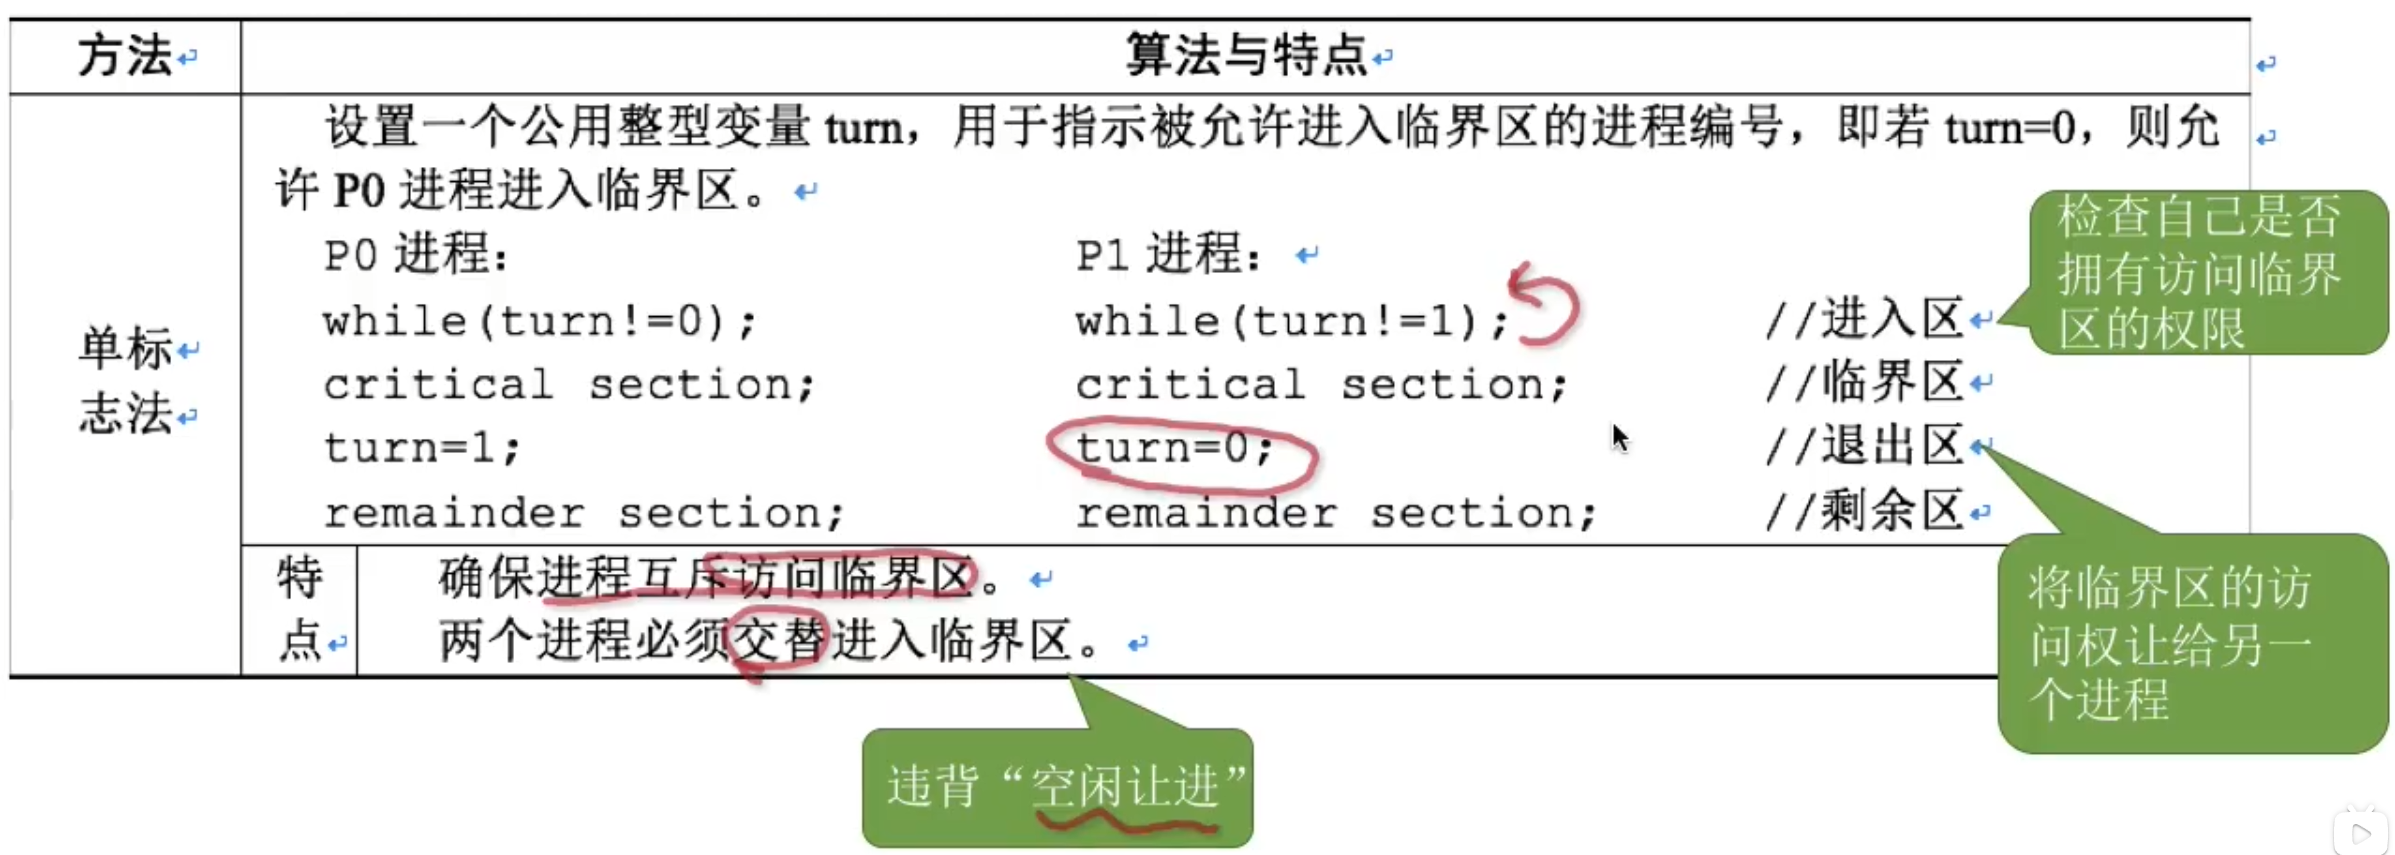 方法 算法与特点
设置一个公用整型变量 turn，用于指示被允许进入临界区的进程编号，即若 turn=0，则允
许 P0 进程进入临界区。
P0 进程： P1 进程：
while(turn!=0); while(turn!=1); //进入区
critical section; critical section; //临界区
turn=1; turn=0; //退出区
remainder section; remainder section; //剩余区
单标
志法
特
点
确保进程互斥访问临界区。
两个进程必须交替进入临界区。
检查自己是否
拥有访问临界
区的权限
将临界区的访
问权让给另一
个进程
违背“空闲让进”